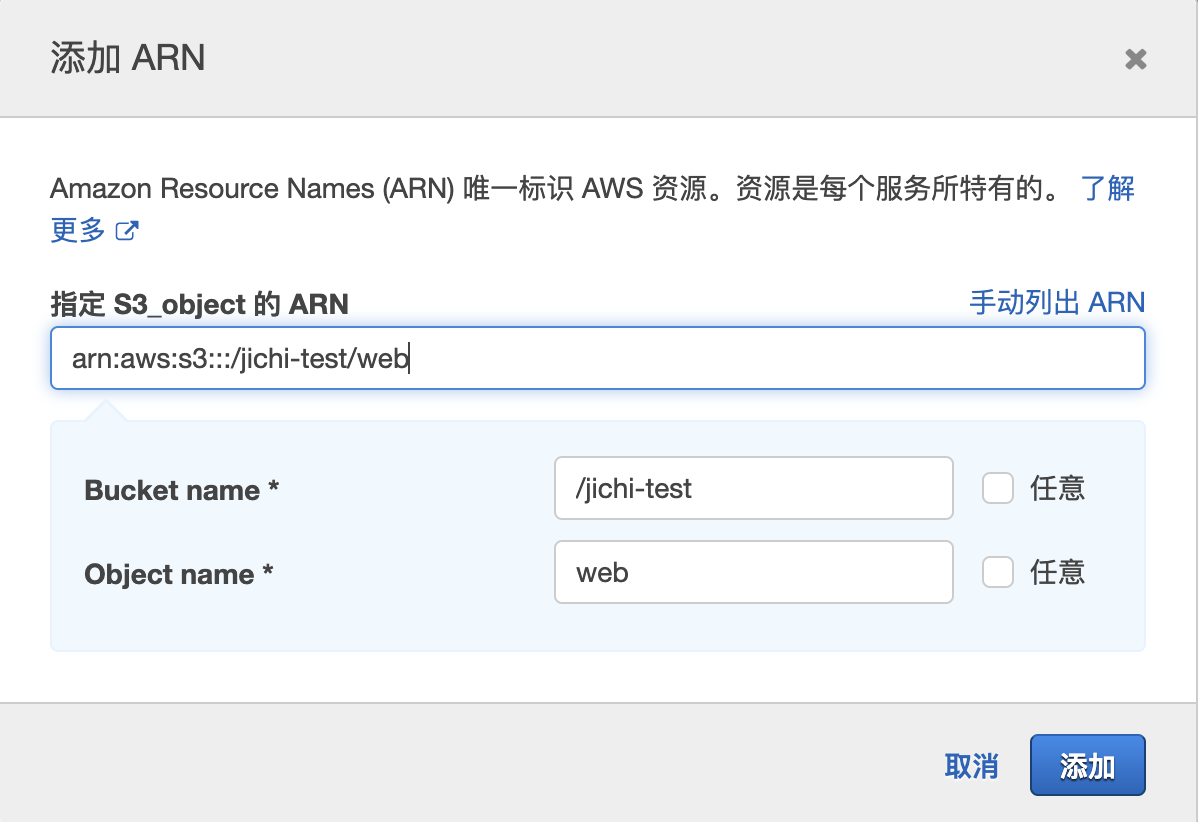 添加 ARN
Amazon Resource Names (ARN) 唯一标识 AWS 资源。资源是每个服务所特有的。 了解
更多
指定 S3_object 的 ARN
手动列出 ARN
arn:aws:s3:::/jichi-test/web
Bucket name *
/jichi-test
任意
Object name *
web
任意
取消
添加